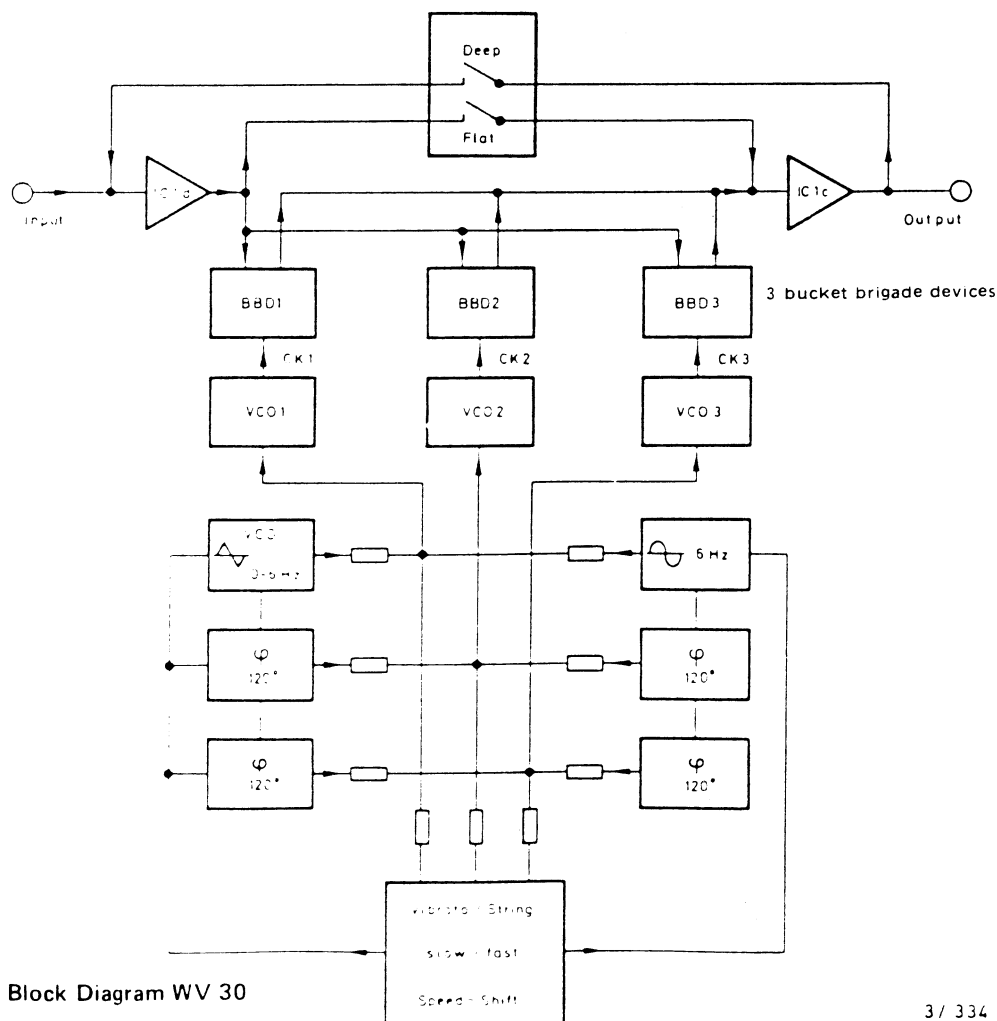 Deep
Flat
IC1c
Input
Output
BBD1
BBD2
BBD3
3 bucket brigade devices
CK1
CK2
CK3
VCO1
VCO2
VCO3
VCO
6 Hz
φ
120°
φ
120°
φ
120°
φ
120°
Vibrato - String
slow - fast
Speed - Shift
Block Diagram WV 30
3 / 334